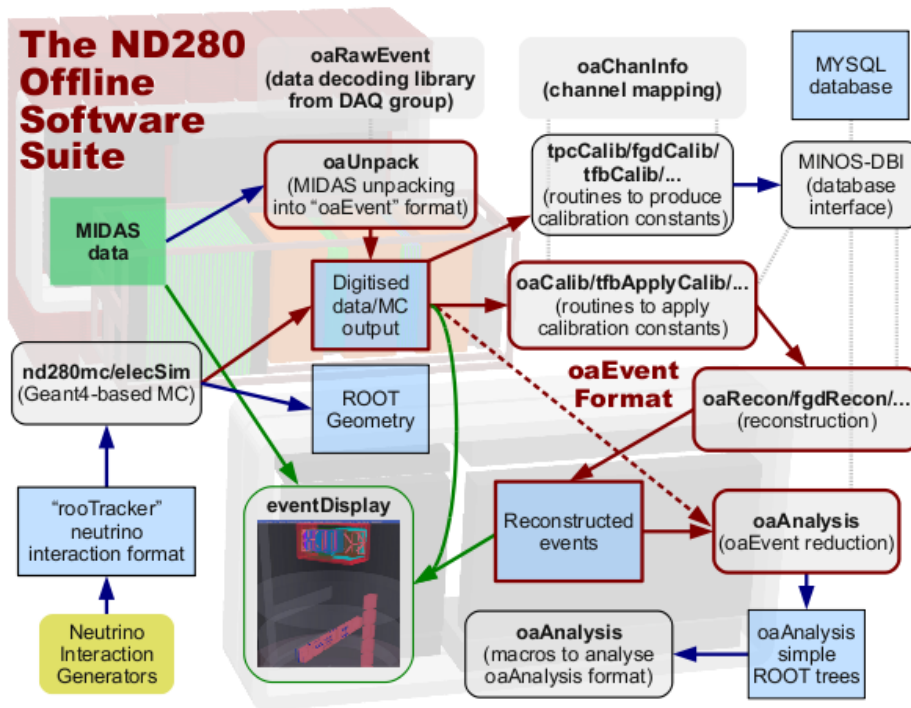 The ND280
Offline
Software
Suite
oaRawEvent
(data decoding library
from DAQ group)
oaChanInfo
(channel mapping)
MYSQL
database
oaUnpack
(MIDAS unpacking
into “oaEvent” format)
tpcCalib/fgdCalib/
tfbCalib/...
(routines to produce
calibration constants)
MINOS-DBI
(database
interface)
MIDAS
data
Digitised
data/MC
output
oaCalib/tfbApplyCalib/...
(routines to apply
calibration constants)
nd280mc/elecSim
(Geant4-based MC)
ROOT
Geometry
oaEvent
Format
oaRecon/fgdRecon/...
(reconstruction)
“rooTracker”
neutrino
interaction format
eventDisplay
Reconstructed
events
oaAnalysis
(oaEvent reduction)
Neutrino
Interaction
Generators
oaAnalysis
(macros to analyse
oaAnalysis format)
oaAnalysis
simple
ROOT trees